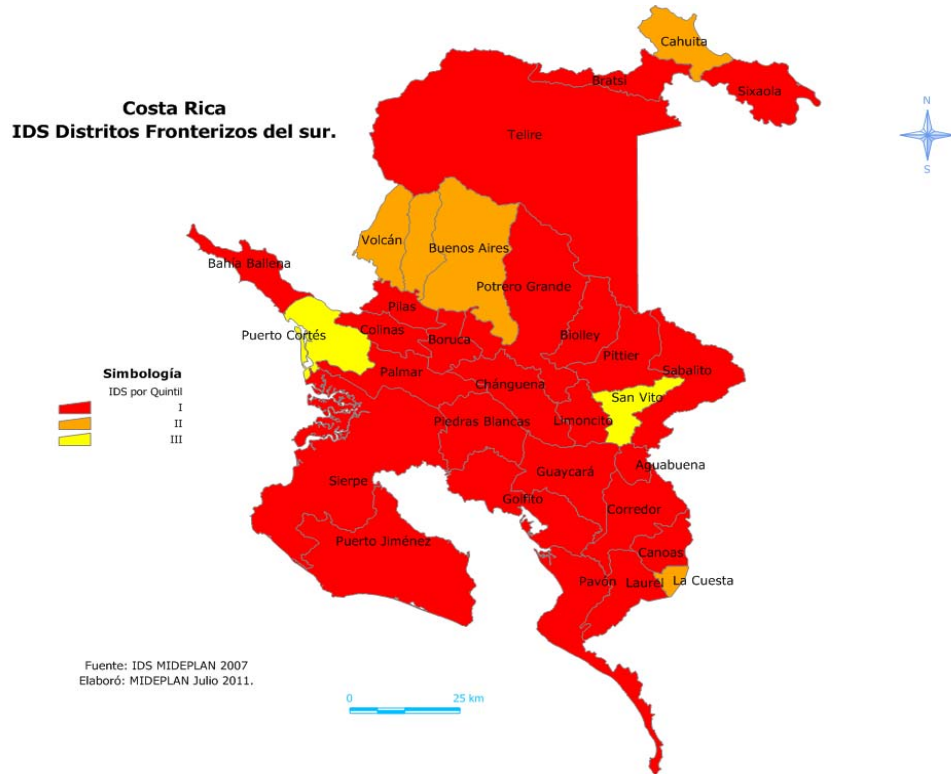 Costa Rica
IDS Distritos Fronterizos del sur.
Cahuita
Bratsi
Sixaola
N
S
Telire
Volcán
Buenos Aires
Bahía Ballena
Potrero Grande
Pilas
Puerto Cortés
Colinas
Boruca
Biolley
Pittier
Sabalito
Palmar
Chánguena
San Vito
Simbología
IDS por Quintil
I
II
III
Piedras Blancas
Limoncito
Aguabuena
Guaycará
Sierpe
Golfito
Corredor
Puerto Jiménez
Canoas
Pavón
Laurel
La Cuesta
Fuente: IDS MIDEPLAN 2007
Elaboró: MIDEPLAN Julio 2011.
0
25 km